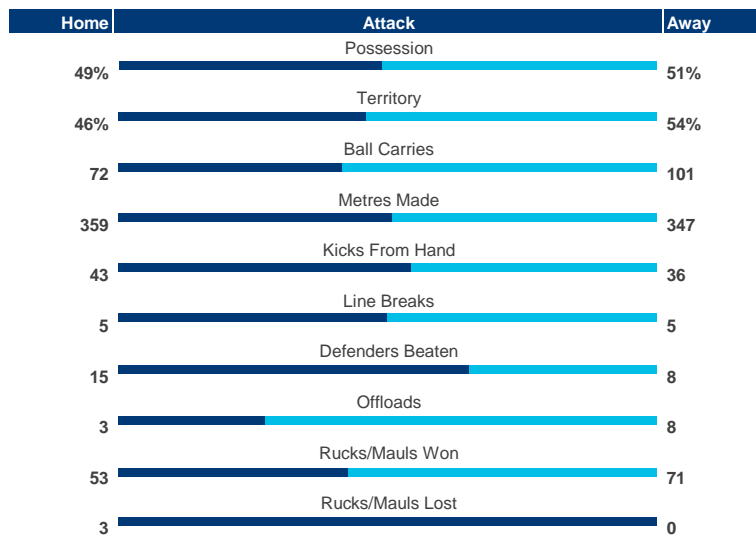 Home Attack Away
Possession
49% 51%
Territory
46% 54%
Ball Carries
72 101
Metres Made
359 347
Kicks From Hand
43 36
Line Breaks
5 5
Defenders Beaten
15 8
Offloads
3 8
Rucks/Mauls Won
53 71
Rucks/Mauls Lost
3 0